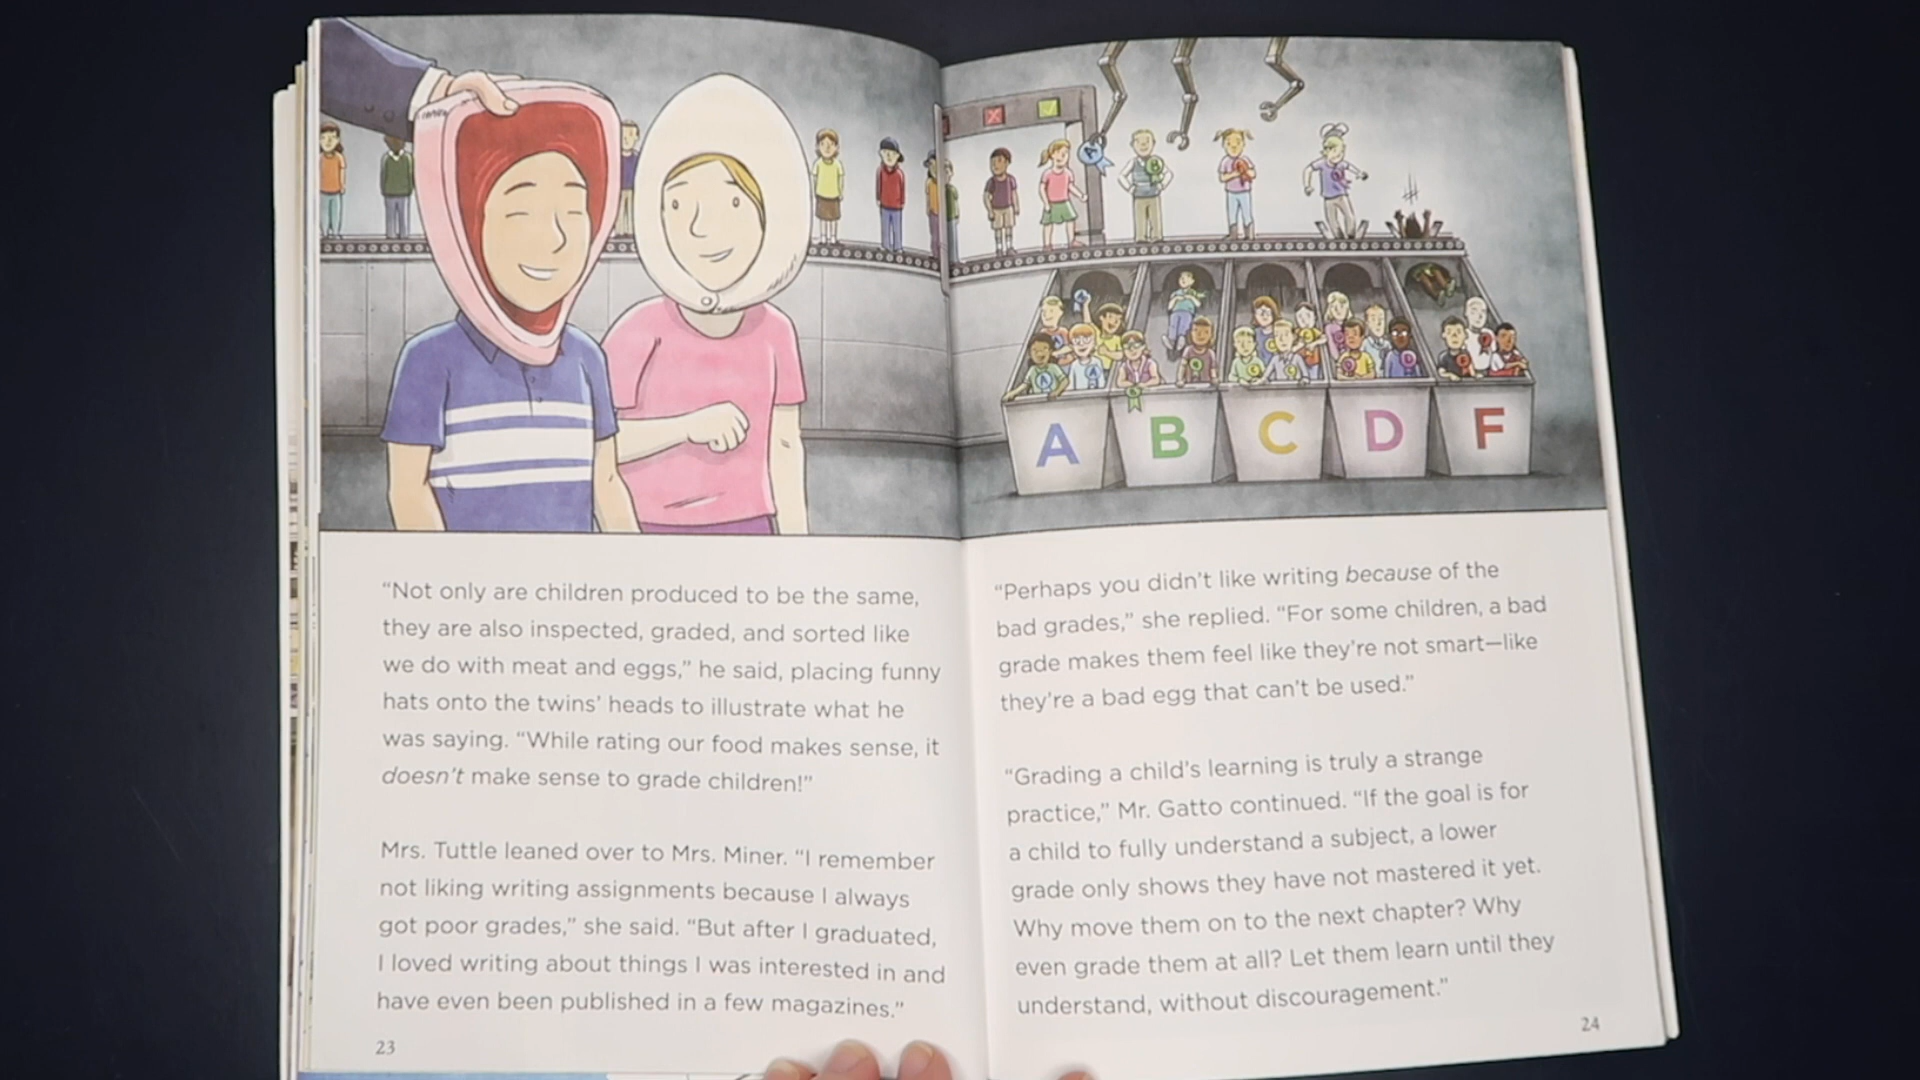 A B C D F
“Not only are children produced to be the same,
they are also inspected, graded, and sorted like
we do with meat and eggs,” he said, placing funny
hats onto the twins’ heads to illustrate what he
was saying. “While rating our food makes sense, it
doesn’t make sense to grade children!”
Mrs. Tuttle leaned over to Mrs. Miner. “I remember
not liking writing assignments because I always
got poor grades,” she said. “But after I graduated,
I loved writing about things I was interested in and
have even been published in a few magazines.”
23
“Perhaps you didn’t like writing because of the
bad grades,” she replied. “For some children, a bad
grade makes them feel like they’re not smart—like
they’re a bad egg that can’t be used.”
“Grading a child’s learning is truly a strange
practice,” Mr. Gatto continued. “If the goal is for
a child to fully understand a subject, a lower
grade only shows they have not mastered it yet.
Why move them on to the next chapter? Why
even grade them at all? Let them learn until they
understand, without discouragement.”
24